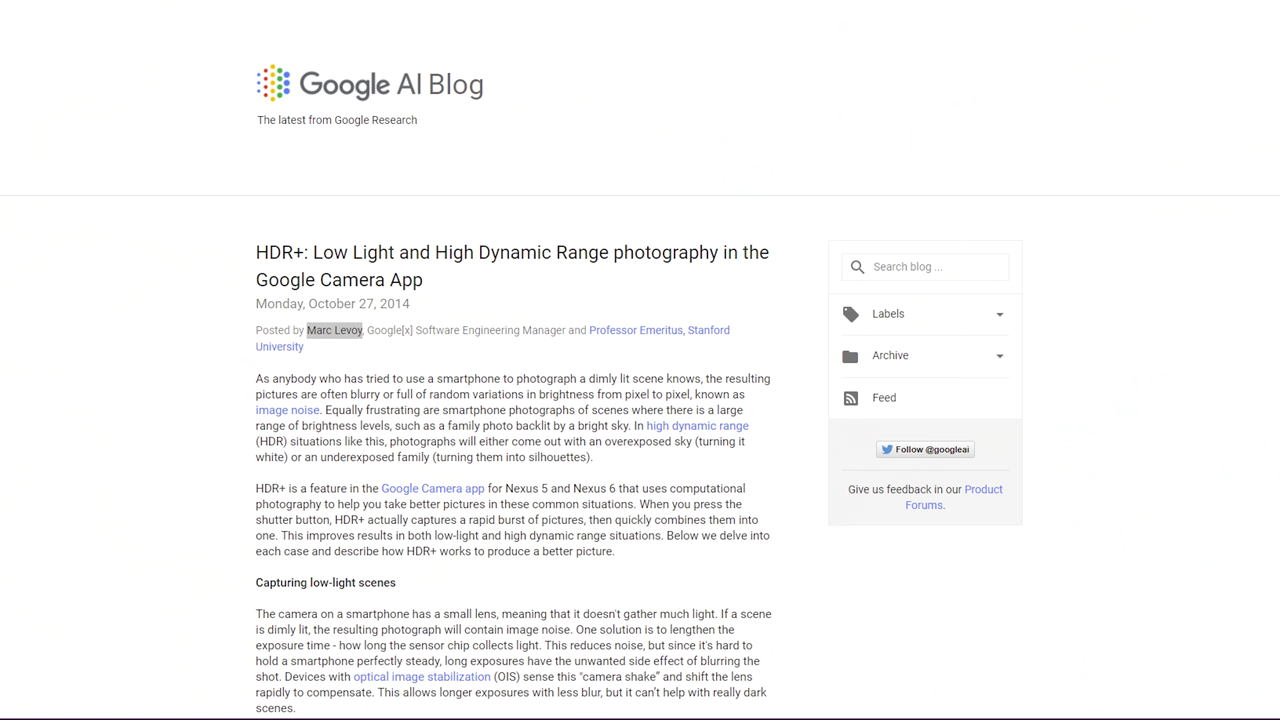 Google AI Blog
The latest from Google Research
HDR+: Low Light and High Dynamic Range photography in the
Google Camera App
Monday, October 27, 2014
Posted by Marc Levoy, Google[x] Software Engineering Manager and Professor Emeritus, Stanford
University
As anybody who has tried to use a smartphone to photograph a dimly lit scene knows, the resulting
pictures are often blurry or full of random variations in brightness from pixel to pixel, known as
image noise. Equally frustrating are smartphone photographs of scenes where there is a large
range of brightness levels, such as a family photo backlit by a bright sky. In high dynamic range
(HDR) situations like this, photographs will either come out with an overexposed sky (turning it
white) or an underexposed family (turning them into silhouettes).
HDR+ is a feature in the Google Camera app for Nexus 5 and Nexus 6 that uses computational
photography to help you take better pictures in these common situations. When you press the
shutter button, HDR+ actually captures a rapid burst of pictures, then quickly combines them into
one. This improves results in both low-light and high dynamic range situations. Below we delve into
each case and describe how HDR+ works to produce a better picture.
Capturing low-light scenes
The camera on a smartphone has a small lens, meaning that it doesn't gather much light. If a scene
is dimly lit, the resulting photograph will contain image noise. One solution is to lengthen the
exposure time - how long the sensor chip collects light. This reduces noise, but since it's hard to
hold a smartphone perfectly steady, long exposures have the unwanted side effect of blurring the
shot. Devices with optical image stabilization (OIS) sense this "camera shake” and shift the lens
rapidly to compensate. This allows longer exposures with less blur, but it can’t help with really dark
scenes.
Search blog ...
Labels
Archive
Feed
Follow @googleai
Give us feedback in our Product
Forums.